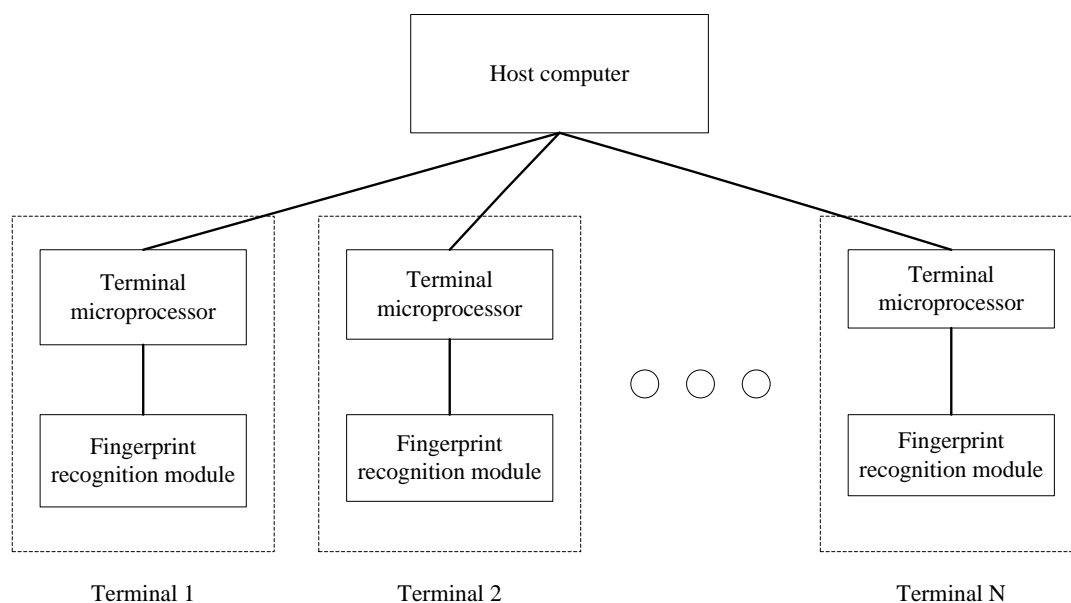 Host computer
Terminal
microprocessor
Terminal
microprocessor
Terminal
microprocessor
Fingerprint
recognition module
Fingerprint
recognition module
Fingerprint
recognition module
Terminal 1
Terminal 2
Terminal N